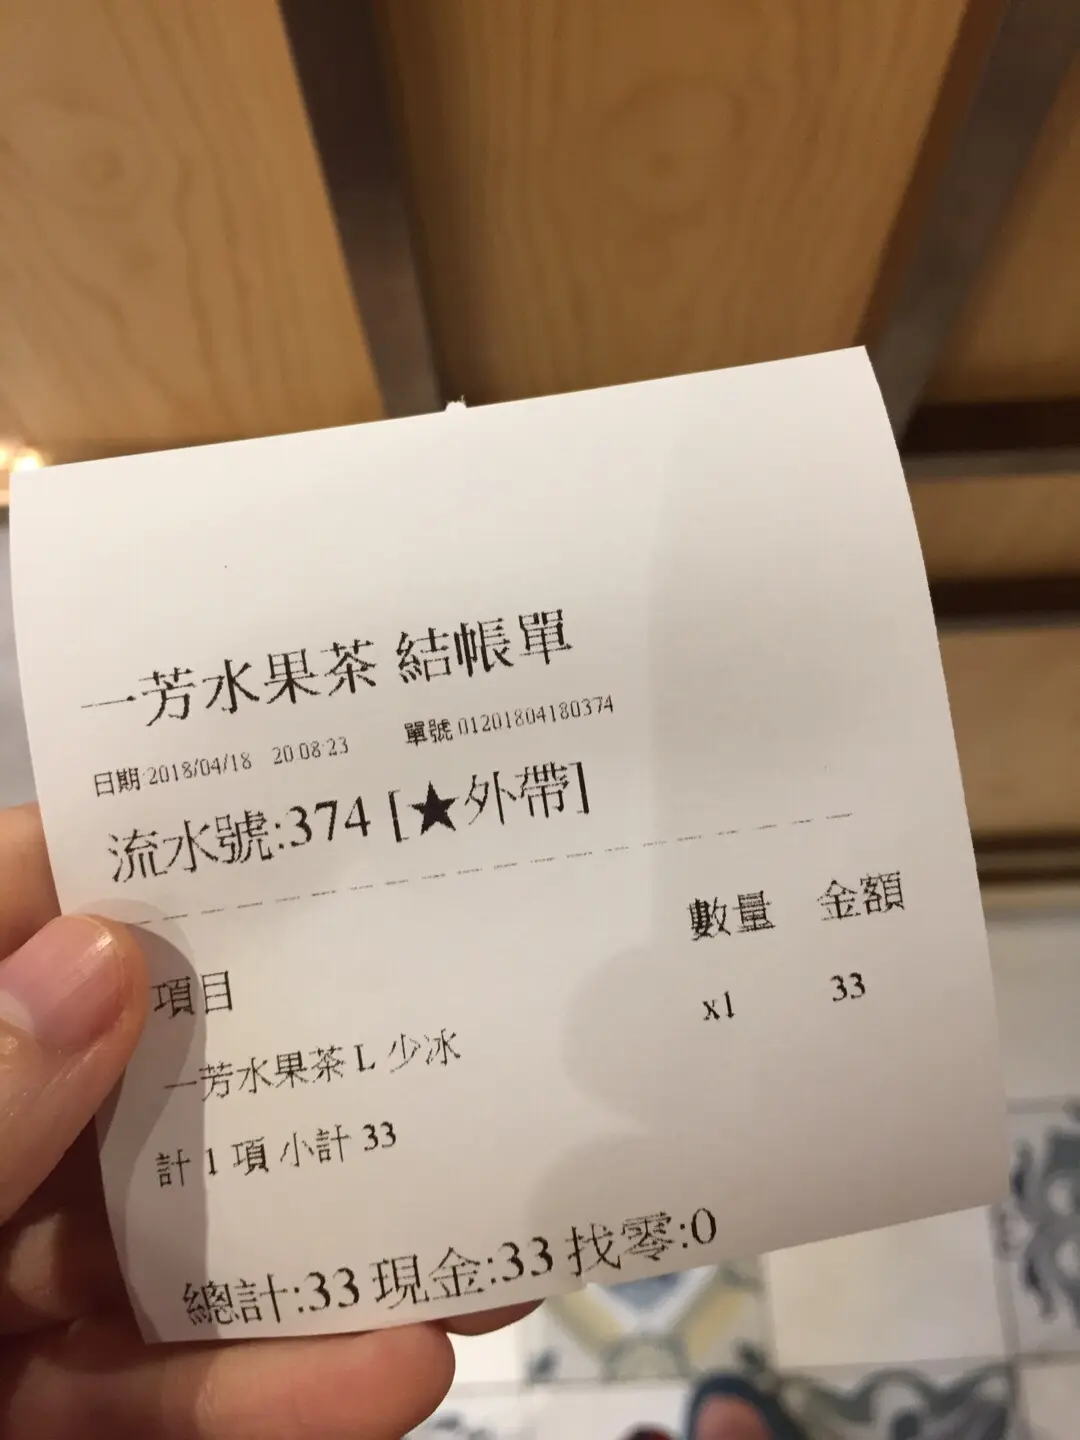 一芳水果茶 結帳單
日期:2018/04/18 20:08:23 單號 01201804180374
流水號:374 [★外帶]
項目 數量 金額
一芳水果茶 L 少冰 x1 33
計 1 項 小計 33
總計:33 現金:33 找零:0